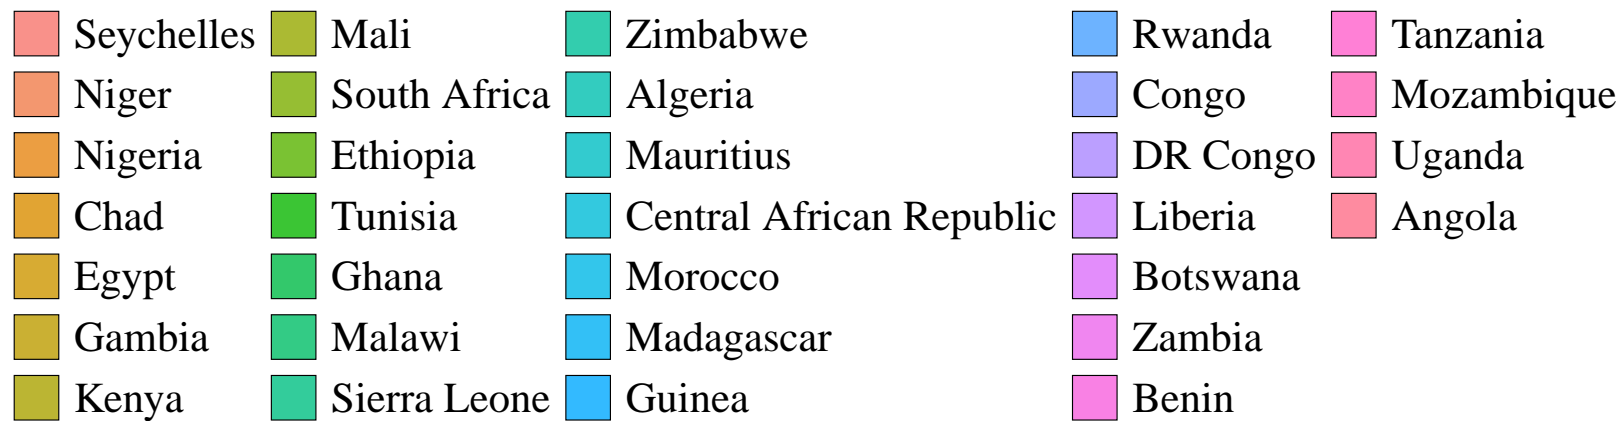 Seychelles
Niger
Nigeria
Chad
Egypt
Gambia
Kenya
Mali
South Africa
Ethiopia
Tunisia
Ghana
Malawi
Sierra Leone
Zimbabwe
Algeria
Mauritius
Central African Republic
Morocco
Madagascar
Guinea
Rwanda
Congo
DR Congo
Liberia
Botswana
Zambia
Benin
Tanzania
Mozambique
Uganda
Angola